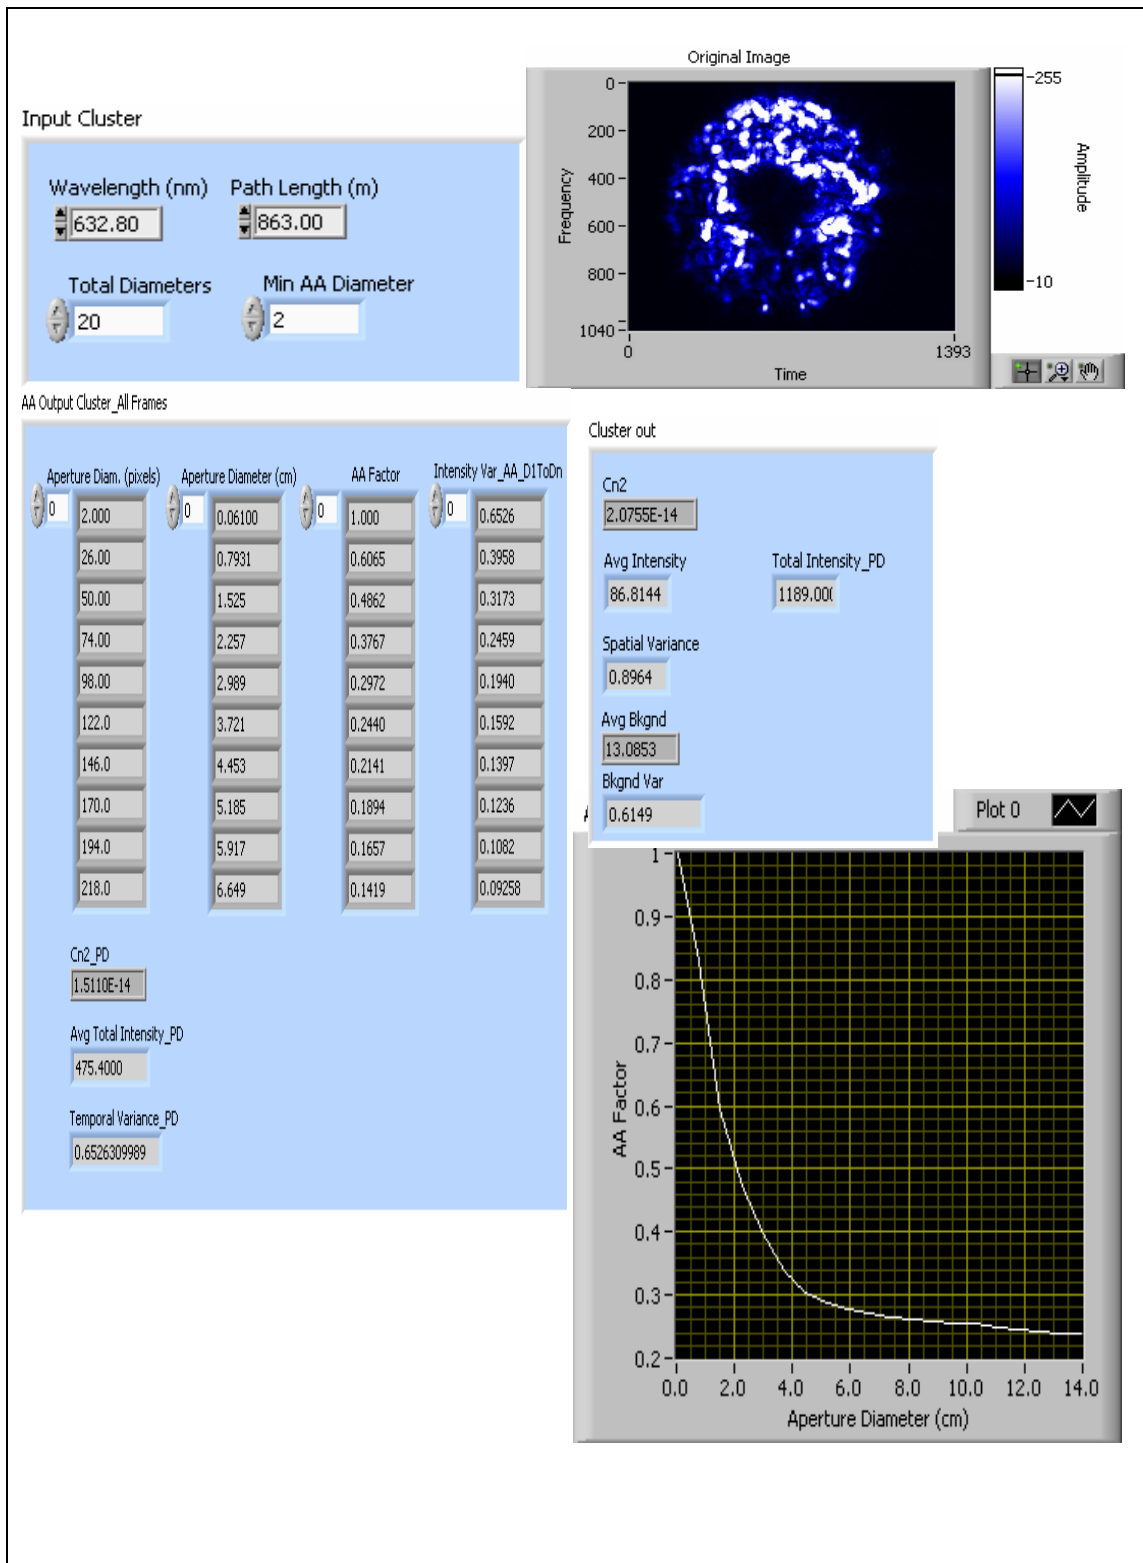 Original Image
0
200
400
600
800
1040
Frequency
0
1393
Time
255
10
Amplitude
Input Cluster
Wavelength (nm) Path Length (m)
632.80 863.00
Total Diameters Min AA Diameter
20 2
AA Output Cluster_All Frames
Aperture Diam. (pixels) Aperture Diameter (cm) AA Factor Intensity Var_AA_D1ToDn
0 2.000 0 0.06100 0 1.000 0 0.6526
26.00 0.7931 0.6065 0.3958
50.00 1.525 0.4862 0.3173
74.00 2.257 0.3767 0.2459
98.00 2.989 0.2972 0.1940
122.0 3.721 0.2440 0.1592
146.0 4.453 0.2141 0.1397
170.0 5.185 0.1894 0.1236
194.0 5.917 0.1657 0.1082
218.0 6.649 0.1419 0.09258
Cn2_PD
1.5110E-14
Avg Total Intensity_PD
475.4000
Temporal Variance_PD
0.6526309989
Cluster out
Cn2
2.0755E-14
Avg Intensity Total Intensity_PD
86.8144 1189.00
Spatial Variance
0.8964
Avg Bkgnd
13.0853
Bkgnd Var
0.6149
Plot 0
1
0.9
0.8
0.7
0.6
0.5
0.4
0.3
0.2
AA Factor
0.0 2.0 4.0 6.0 8.0 10.0 12.0 14.0
Aperture Diameter (cm)